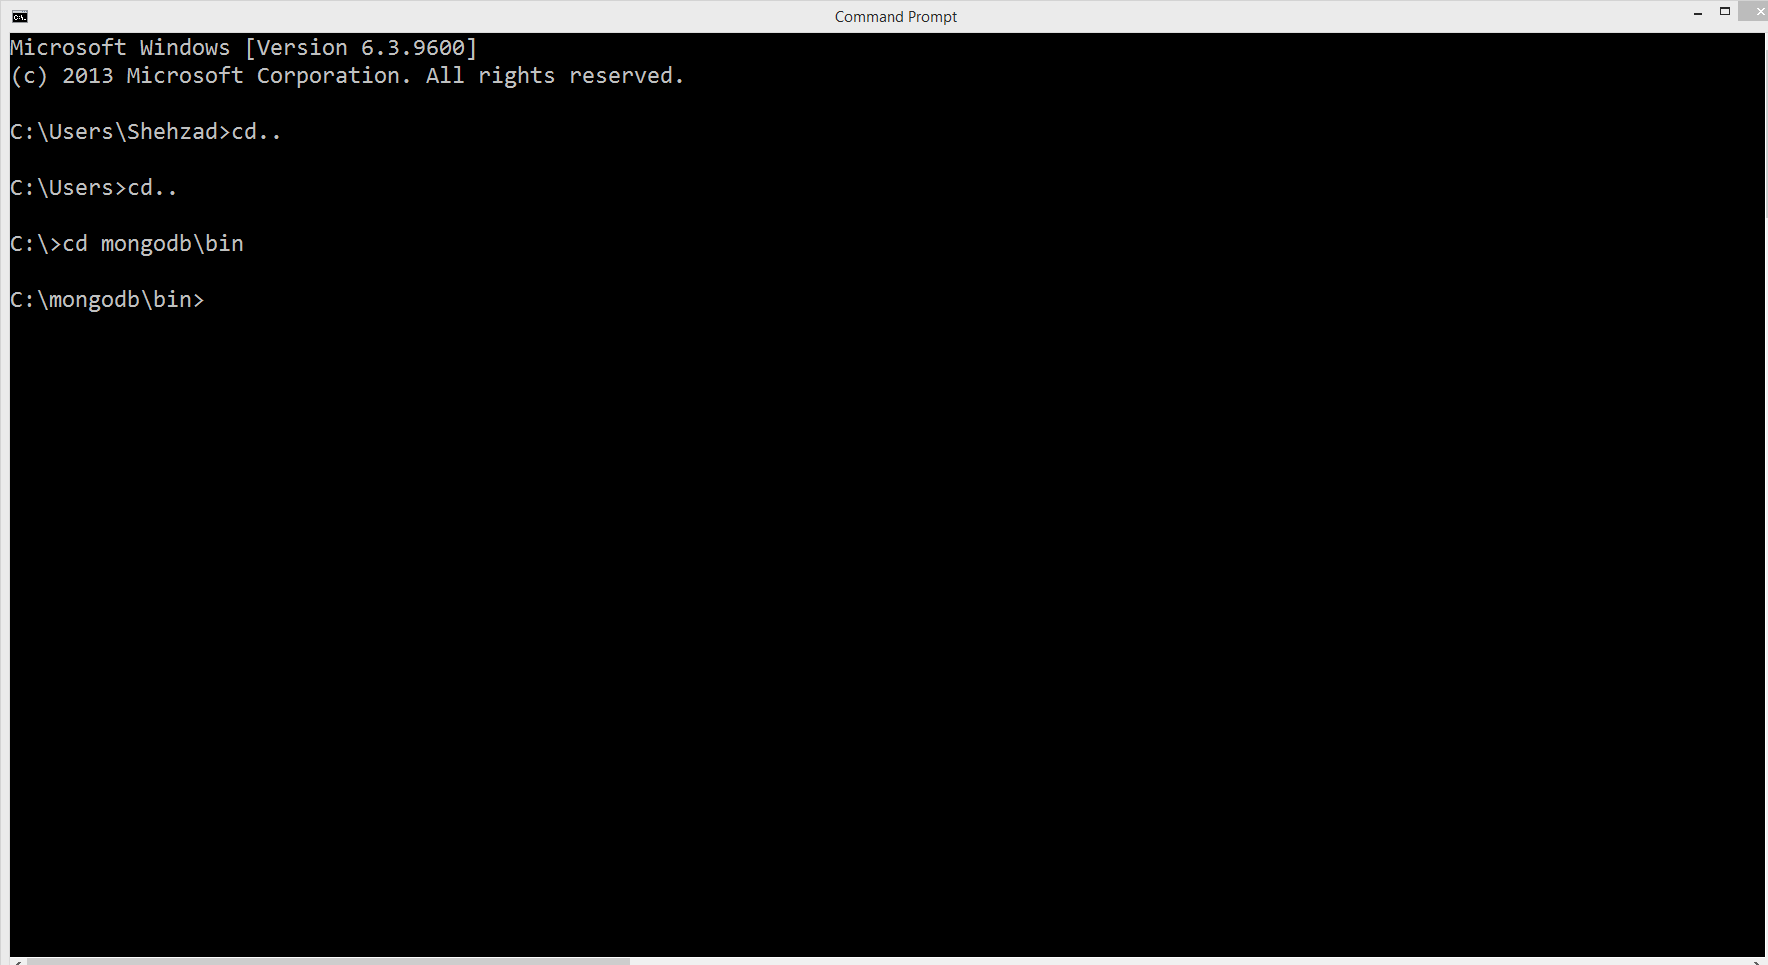 Command Prompt
Microsoft Windows [Version 6.3.9600]
(c) 2013 Microsoft Corporation. All rights reserved.
C:\Users\Shehzad>cd..
C:\Users>cd..
C:\>cd mongodb\bin
C:\mongodb\bin>